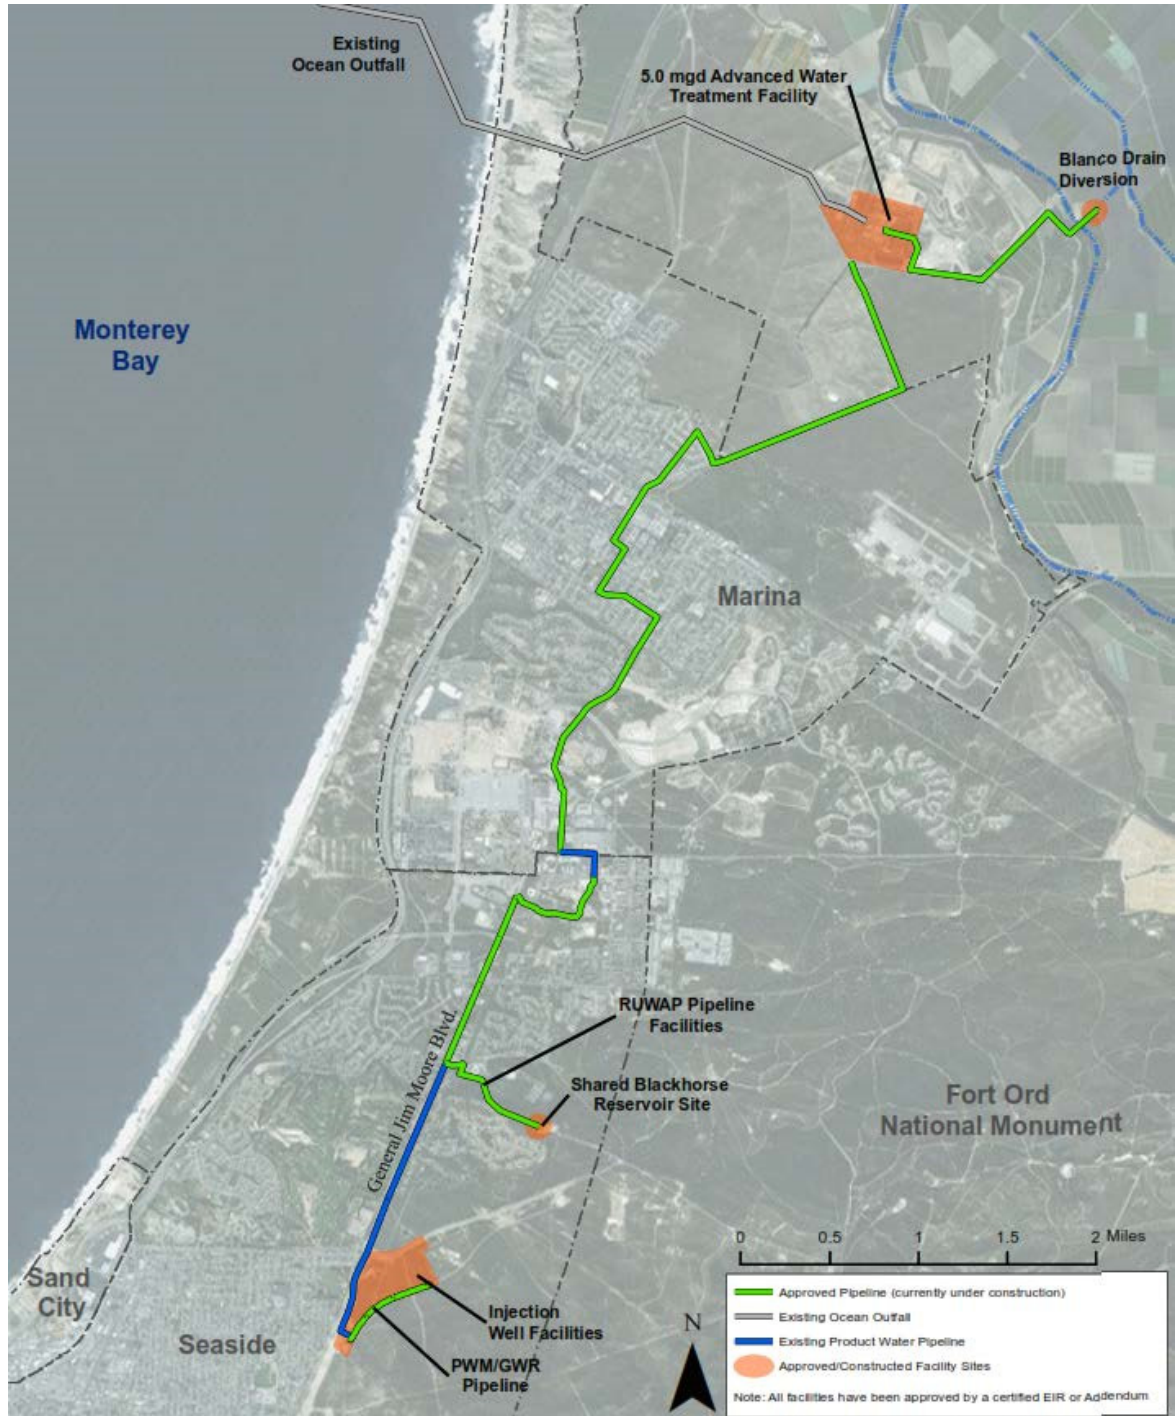 Existing
Ocean Outfall
5.0 mgd Advanced Water
Treatment Facility
Blanco Drain
Diversion
Monterey
Bay
Marina
RUWAP Pipeline
Facilities
General Jim Moore Blvd.
Shared Blackhorse
Reservoir Site
Fort Ord
National Monument
Sand
City
Seaside
Injection
Well Facilities
PWM/GWR
Pipeline
N
0 0.5 1 1.5 2 Miles
Approved Pipeline (currently under construction)
Existing Ocean Outfall
Existing Product Water Pipeline
Approved/Constructed Facility Sites
Note: All facilities have been approved by a certified EIR or Addendum